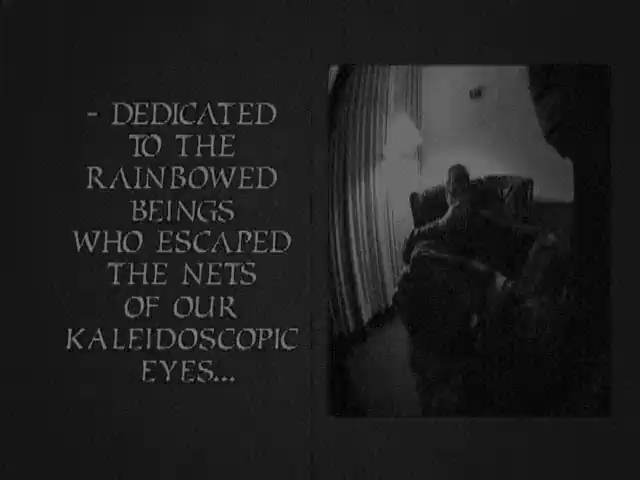 - DEDICATED
TO THE
RAINBOWED
BEINGS
WHO ESCAPED
THE NETS
OF OUR
KALEIDOSCOPIC
EYES...